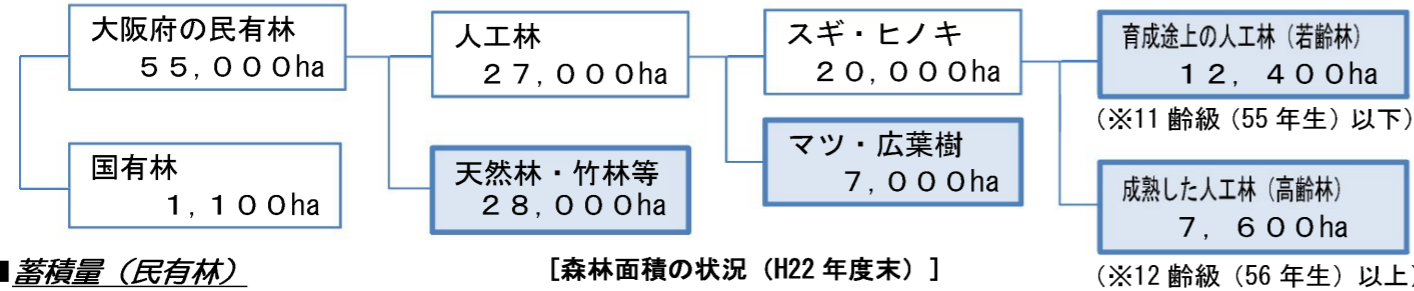 大阪府の民有林
５５,０００ha
国有林
１,１００ha
人工林
２７,０００ha
天然林・竹林等
２８,０００ha
スギ・ヒノキ
２０,０００ha
マツ・広葉樹
７,０００ha
育成途上の人工林（若齢林）
１２，４００ha
（※11 齢級（55 年生）以下）
成熟した人工林（高齢林）
７，６００ha
（※12 齢級（56 年生）以上）
■蓄積量（民有林）
[森林面積の状況（H22 年度末）]